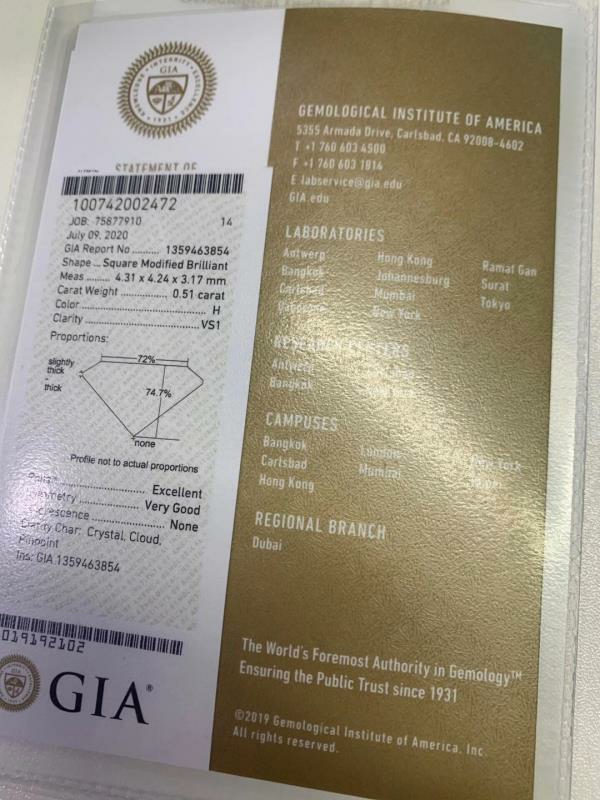 GIA
STATEMENT OF
100742002472
JOB: 75877910 14
July 09, 2020
GIA Report No .......... 1359463854
Shape ... Square Modified Brilliant
Meas ........ 4.31 x 4.24 x 3.17 mm
Carat Weight ................ 0.51 carat
Color ........................................ H
Clarity ..................................... VS1
Proportions:
72%
slightly
thick
-
thick
74.7%
none
Profile not to actual proportions
Excellent
Very Good
None
Clarity Char: Crystal, Cloud,
Pinpoint
Ins: GIA 1359463854
019192102
GIA®
GEMOLOGICAL INSTITUTE OF AMERICA
5355 Armada Drive, Carlsbad, CA 92008-4602
T +1 760 603 4500
F +1 760 603 1814
E labservice@gia.edu
GIA.edu
LABORATORIES
Antwerp Hong Kong Ramat Gan
Bangkok Johannesburg Surat
Carlsbad Mumbai Tokyo
New York
RESEARCH CENTERS
Antwerp
Bangkok
CAMPUSES
Bangkok London New York
Carlsbad Mumbai
Hong Kong
REGIONAL BRANCH
Dubai
The World's Foremost Authority in Gemology™
Ensuring the Public Trust since 1931
©2019 Gemological Institute of America, Inc.
All rights reserved.